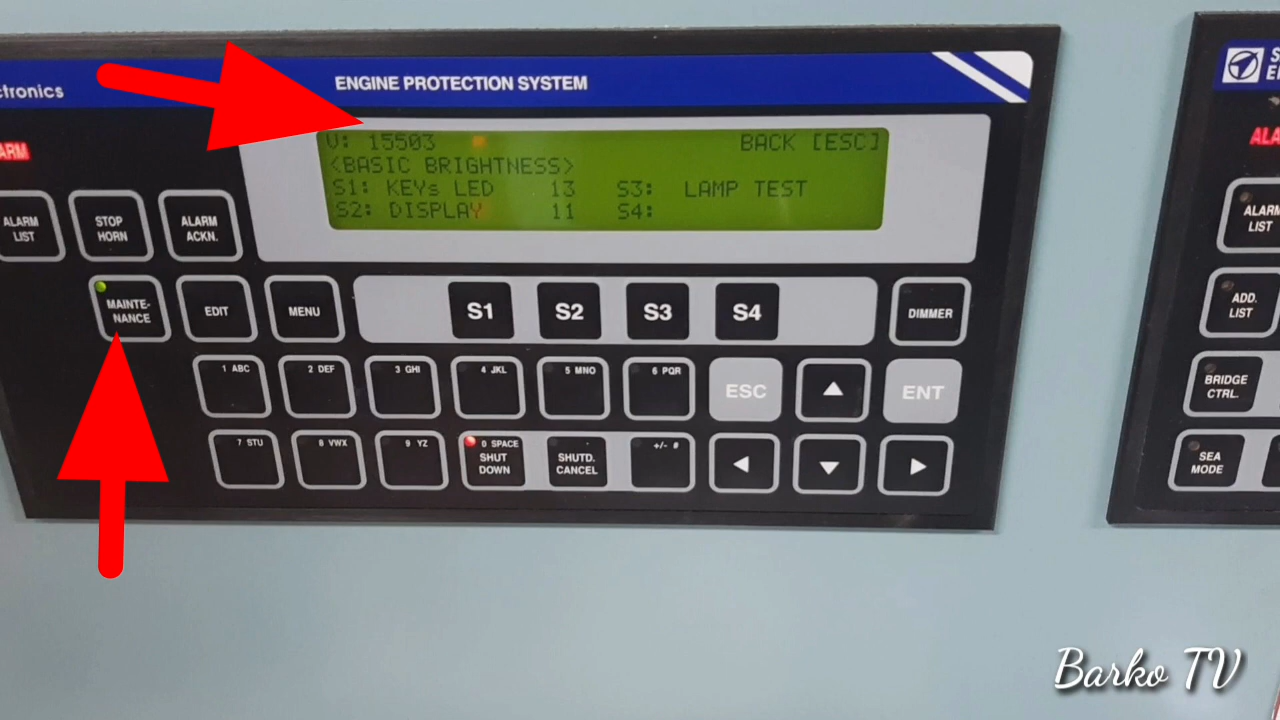 ctronics
ENGINE PROTECTION SYSTEM
ARM
V: 15503 BACK [ESC]
<BASIC BRIGHTNESS>
S1: KEYs LED 13 S3: LAMP TEST
S2: DISPLAY 11 S4:
ALARM
LIST
STOP
HORN
ALARM
ACKN.
MAINTE-
NANCE
EDIT
MENU
S1
S2
S3
S4
DIMMER
1 ABC
2 DEF
3 GHI
4 JKL
5 MNO
6 PQR
ESC
ENT
7 STU
8 VWX
9 YZ
0 SPACE
SHUT
DOWN
SHUTD.
CANCEL
+/- #
ALA
ALARM
LIST
ADD.
LIST
BRIDGE
CTRL.
SEA
MODE
Barko TV